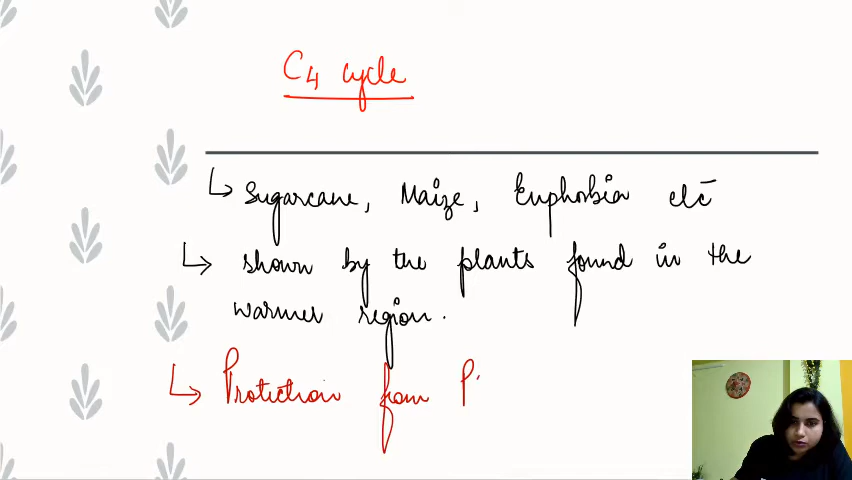 C4 cycle
Sugarcane, Maize, Euphorbia etc
shown by the plants found in the
warmer region.
Protection from P